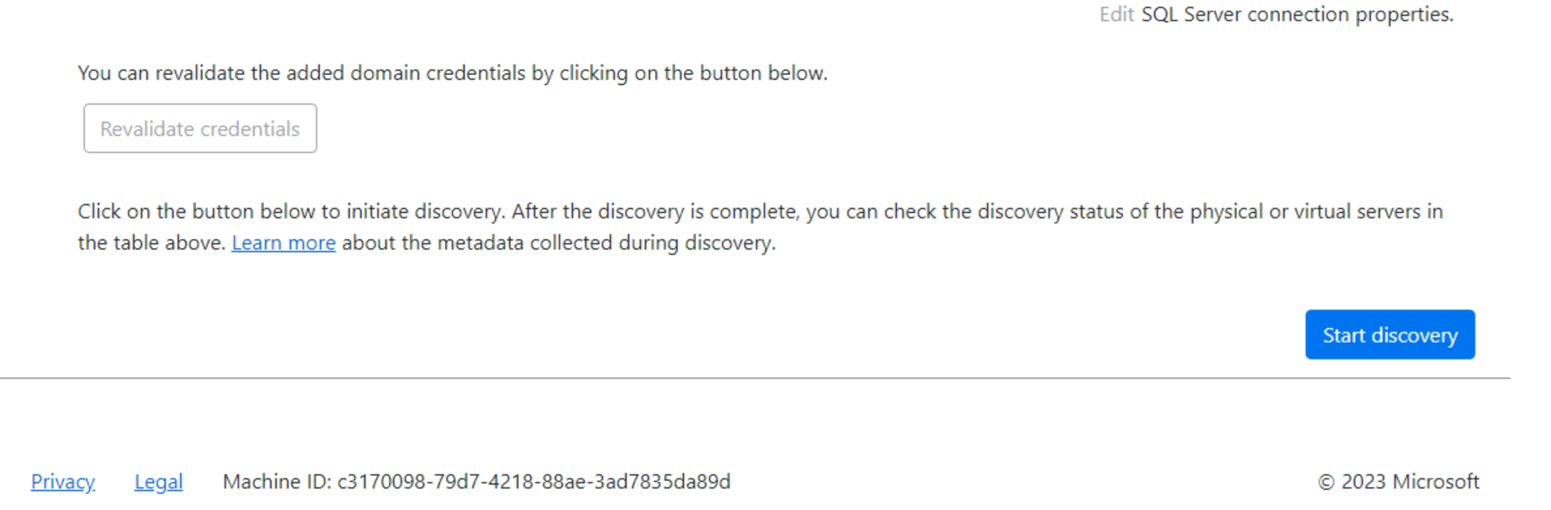 Edit SQL Server connection properties.
You can revalidate the added domain credentials by clicking on the button below.
Revalidate credentials
Click on the button below to initiate discovery. After the discovery is complete, you can check the discovery status of the physical or virtual servers in
the table above. Learn more about the metadata collected during discovery.
Start discovery
Privacy Legal Machine ID: c3170098-79d7-4218-88ae-3ad7835da89d © 2023 Microsoft